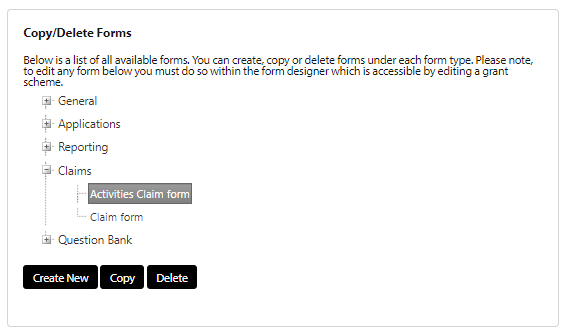 Copy/Delete Forms
Below is a list of all available forms. You can create, copy or delete forms under each form type. Please note,
to edit any form below you must do so within the form designer which is accessible by editing a grant
scheme.
General
Applications
Reporting
Claims
Activities Claim form
Claim form
Question Bank
Create New Copy Delete